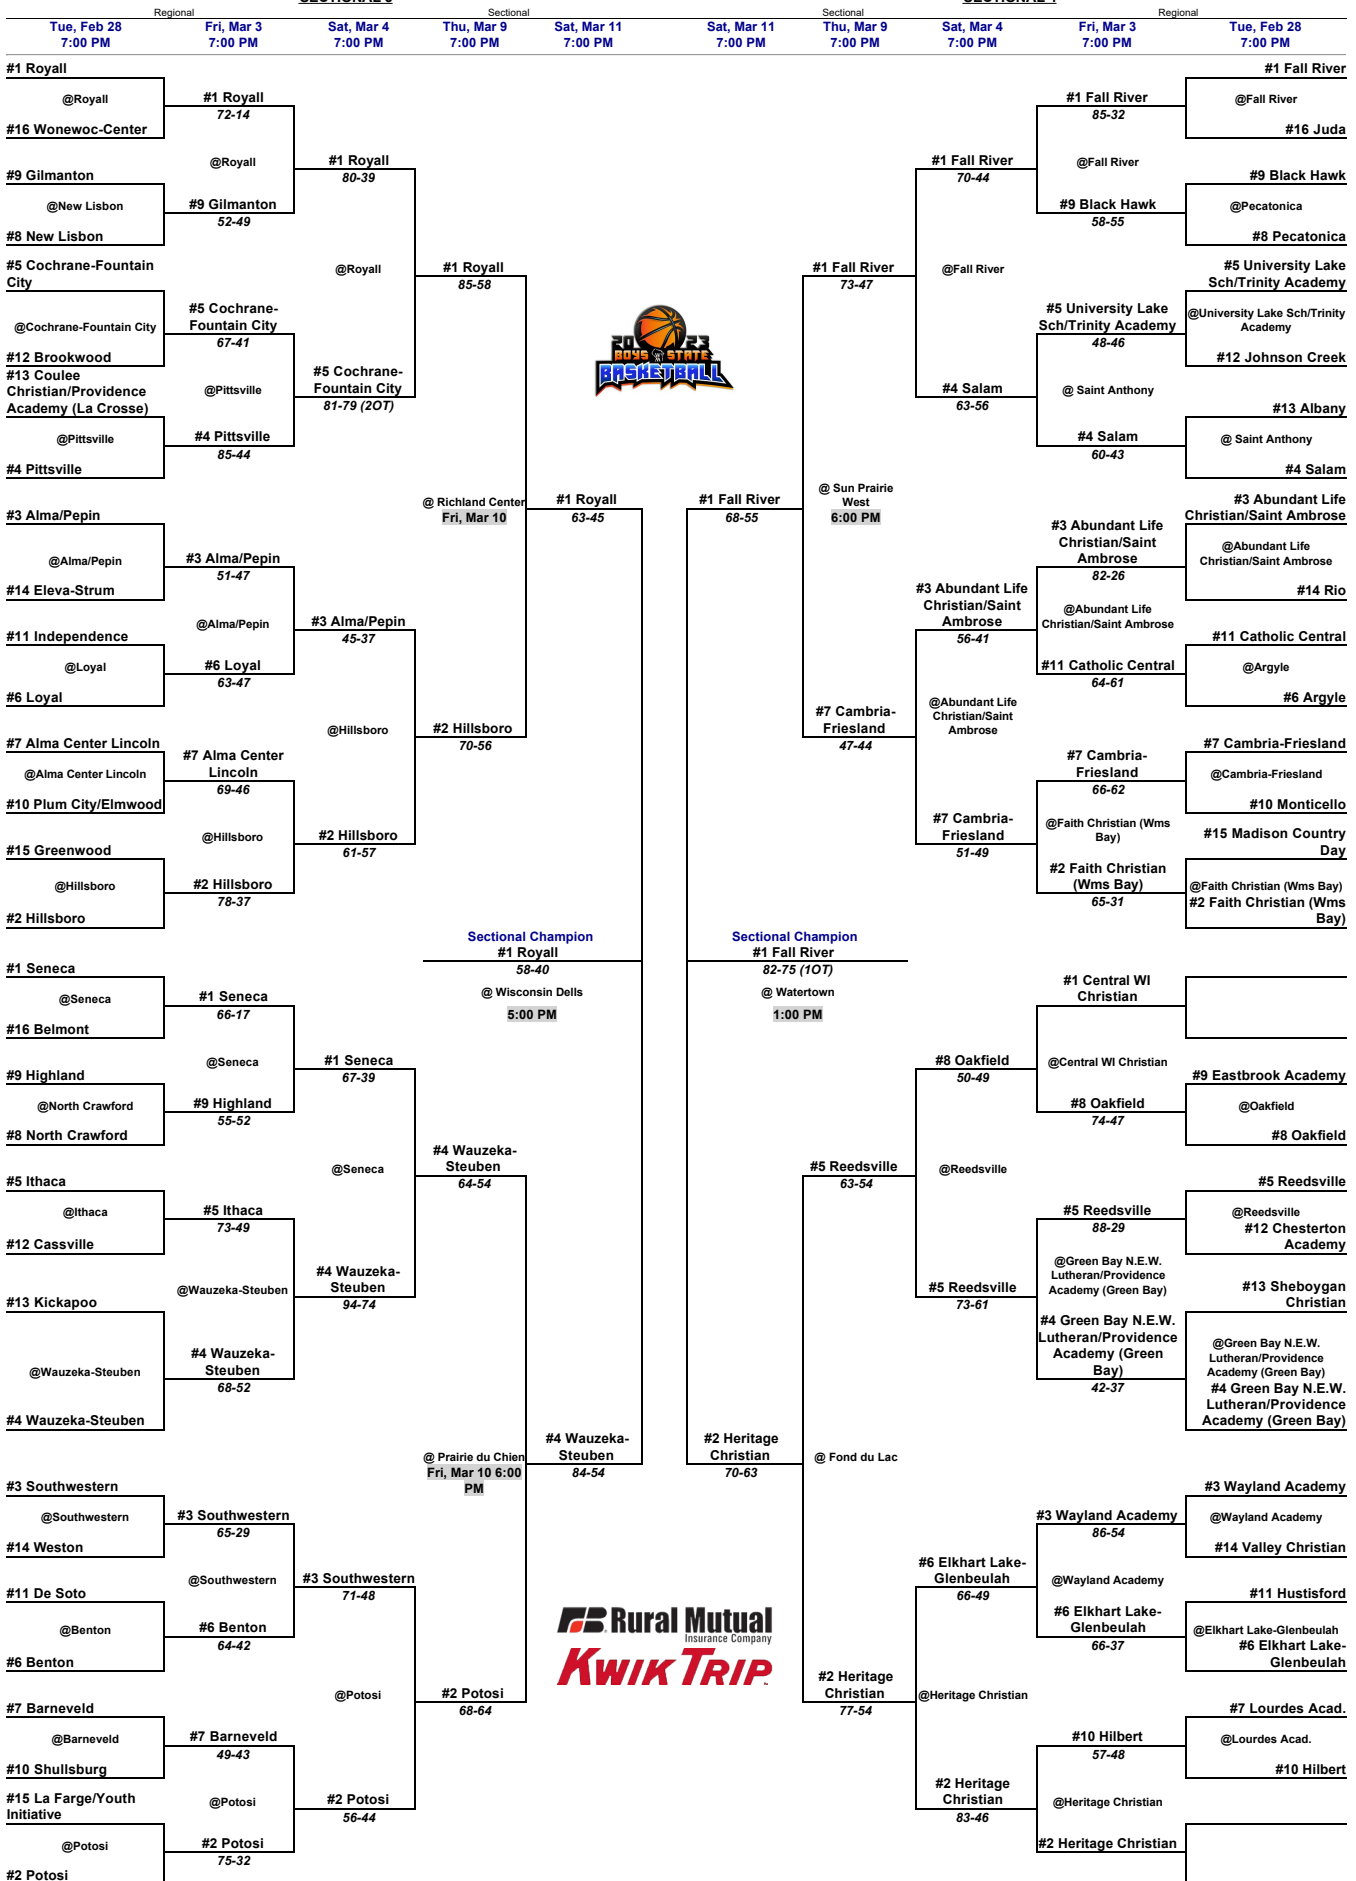 Regional
Sectional
Sectional
Regional
Tue, Feb 28
7:00 PM
Fri, Mar 3
7:00 PM
Sat, Mar 4
7:00 PM
Thu, Mar 9
7:00 PM
Sat, Mar 11
7:00 PM
Sat, Mar 11
7:00 PM
Thu, Mar 9
7:00 PM
Sat, Mar 4
7:00 PM
Fri, Mar 3
7:00 PM
Tue, Feb 28
7:00 PM
#1 Royall
@Royall
#16 Wonewoc-Center
#9 Gilmanton
@New Lisbon
#8 New Lisbon
#5 Cochrane-Fountain
City
@Cochrane-Fountain City
#12 Brookwood
#13 Coulee
Christian/Providence
Academy (La Crosse)
@Pittsville
#4 Pittsville
#3 Alma/Pepin
@Alma/Pepin
#14 Eleva-Strum
#11 Independence
@Loyal
#6 Loyal
#7 Alma Center Lincoln
@Alma Center Lincoln
#10 Plum City/Elmwood
#15 Greenwood
@Hillsboro
#2 Hillsboro
#1 Seneca
@Seneca
#16 Belmont
#9 Highland
@North Crawford
#8 North Crawford
#5 Ithaca
@Ithaca
#12 Cassville
#13 Kickapoo
@Wauzeka-Steuben
#4 Wauzeka-Steuben
#3 Southwestern
@Southwestern
#14 Weston
#11 De Soto
@Benton
#6 Benton
#7 Barneveld
@Barneveld
#10 Shullsburg
#15 La Farge/Youth
Initiative
@Potosi
#2 Potosi
#1 Royall
72-14
@Royall
#9 Gilmanton
52-49
#5 Cochrane-
Fountain City
67-41
@Pittsville
#4 Pittsville
85-44
#3 Alma/Pepin
51-47
@Alma/Pepin
#6 Loyal
63-47
#7 Alma Center
Lincoln
69-46
@Hillsboro
#2 Hillsboro
78-37
#1 Seneca
66-17
@Seneca
#9 Highland
55-52
#5 Ithaca
73-49
@Wauzeka-Steuben
#4 Wauzeka-
Steuben
68-52
#3 Southwestern
65-29
@Southwestern
#6 Benton
64-42
#7 Barneveld
49-43
@Potosi
#2 Potosi
75-32
#1 Royall
80-39
@Royall
#5 Cochrane-
Fountain City
81-79 (2OT)
#3 Alma/Pepin
45-37
@Hillsboro
#2 Hillsboro
61-57
#1 Seneca
67-39
@Seneca
#4 Wauzeka-
Steuben
94-74
#3 Southwestern
71-48
@Potosi
#2 Potosi
56-44
#1 Royall
85-58
@ Richland Center
Fri, Mar 10
#2 Hillsboro
70-56
#4 Wauzeka-
Steuben
64-54
@ Prairie du Chien
Fri, Mar 10 6:00
PM
#2 Potosi
68-64
#1 Royall
63-45
Sectional Champion
#1 Royall
58-40
@ Wisconsin Dells
5:00 PM
#4 Wauzeka-
Steuben
84-54
2023
BOYS STATE
BASKETBALL
Rural Mutual
Insurance Company
KWIK TRIP
#1 Fall River
68-55
Sectional Champion
#1 Fall River
82-75 (1OT)
@ Watertown
1:00 PM
#2 Heritage
Christian
70-63
#1 Fall River
73-47
@ Sun Prairie
West
6:00 PM
#7 Cambria-
Friesland
47-44
#5 Reedsville
63-54
@ Fond du Lac
#2 Heritage
Christian
77-54
#1 Fall River
70-44
@Fall River
#4 Salam
63-56
#3 Abundant Life
Christian/Saint
Ambrose
56-41
@Abundant Life
Christian/Saint
Ambrose
#7 Cambria-
Friesland
51-49
#8 Oakfield
50-49
@Reedsville
#5 Reedsville
73-61
#6 Elkhart Lake-
Glenbeulah
66-49
@Heritage Christian
#2 Heritage
Christian
83-46
#1 Fall River
85-32
@Fall River
#9 Black Hawk
58-55
#5 University Lake
Sch/Trinity Academy
48-46
@ Saint Anthony
#4 Salam
60-43
#3 Abundant Life
Christian/Saint
Ambrose
82-26
@Abundant Life
Christian/Saint Ambrose
#11 Catholic Central
64-61
#7 Cambria-
Friesland
66-62
@Faith Christian (Wms
Bay)
#2 Faith Christian
(Wms Bay)
65-31
#1 Central WI
Christian
@Central WI Christian
#8 Oakfield
74-47
#5 Reedsville
88-29
@Green Bay N.E.W.
Lutheran/Providence
Academy (Green Bay)
#4 Green Bay N.E.W.
Lutheran/Providence
Academy (Green
Bay)
42-37
#3 Wayland Academy
86-54
@Wayland Academy
#6 Elkhart Lake-
Glenbeulah
66-37
#10 Hilbert
57-48
@Heritage Christian
#2 Heritage Christian
#1 Fall River
@Fall River
#16 Juda
#9 Black Hawk
@Pecatonica
#8 Pecatonica
#5 University Lake
Sch/Trinity Academy
@University Lake Sch/Trinity
Academy
#12 Johnson Creek
#13 Albany
@ Saint Anthony
#4 Salam
#3 Abundant Life
Christian/Saint Ambrose
@Abundant Life
Christian/Saint Ambrose
#14 Rio
#11 Catholic Central
@Argyle
#6 Argyle
#7 Cambria-Friesland
@Cambria-Friesland
#10 Monticello
#15 Madison Country
Day
@Faith Christian (Wms Bay)
#2 Faith Christian (Wms
Bay)
#9 Eastbrook Academy
@Oakfield
#8 Oakfield
#5 Reedsville
@Reedsville
#12 Chesterton
Academy
#13 Sheboygan
Christian
@Green Bay N.E.W.
Lutheran/Providence
Academy (Green Bay)
#4 Green Bay N.E.W.
Lutheran/Providence
Academy (Green Bay)
#3 Wayland Academy
@Wayland Academy
#14 Valley Christian
#11 Hustisford
@Elkhart Lake-Glenbeulah
#6 Elkhart Lake-
Glenbeulah
#7 Lourdes Acad.
@Lourdes Acad.
#10 Hilbert